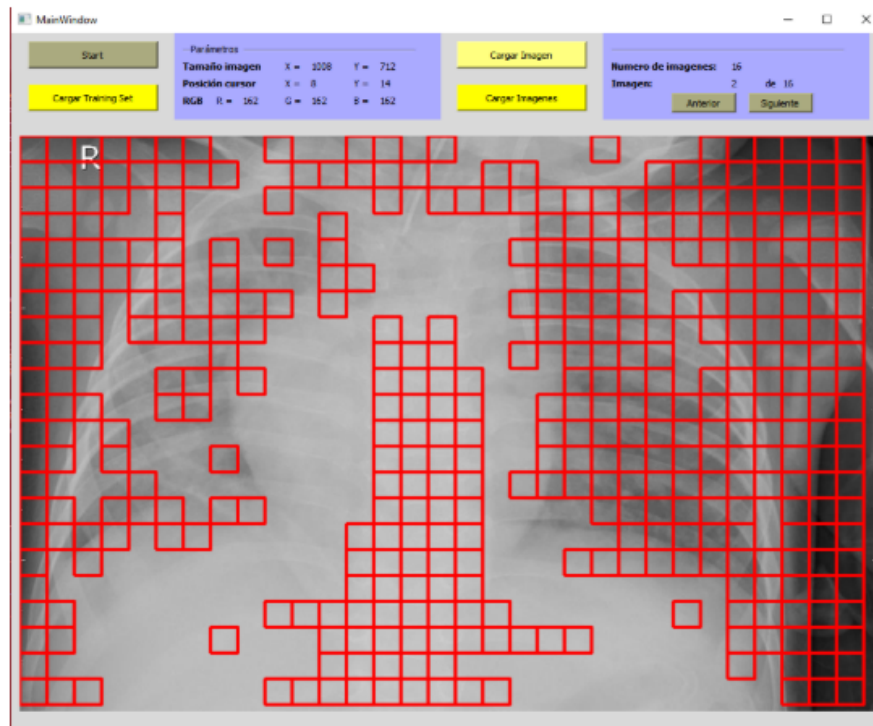 MainWindow
Start
Cargar Training Set
Parámetros
Tamaño imagen X = 1008 Y = 712
Posición cursor X = 8 Y = 14
RGB R = 162 G = 162 B = 162
Cargar Imagen
Cargar Imagenes
Numero de imagenes: 16
Imagen: 2 de 16
Anterior Siguiente
R